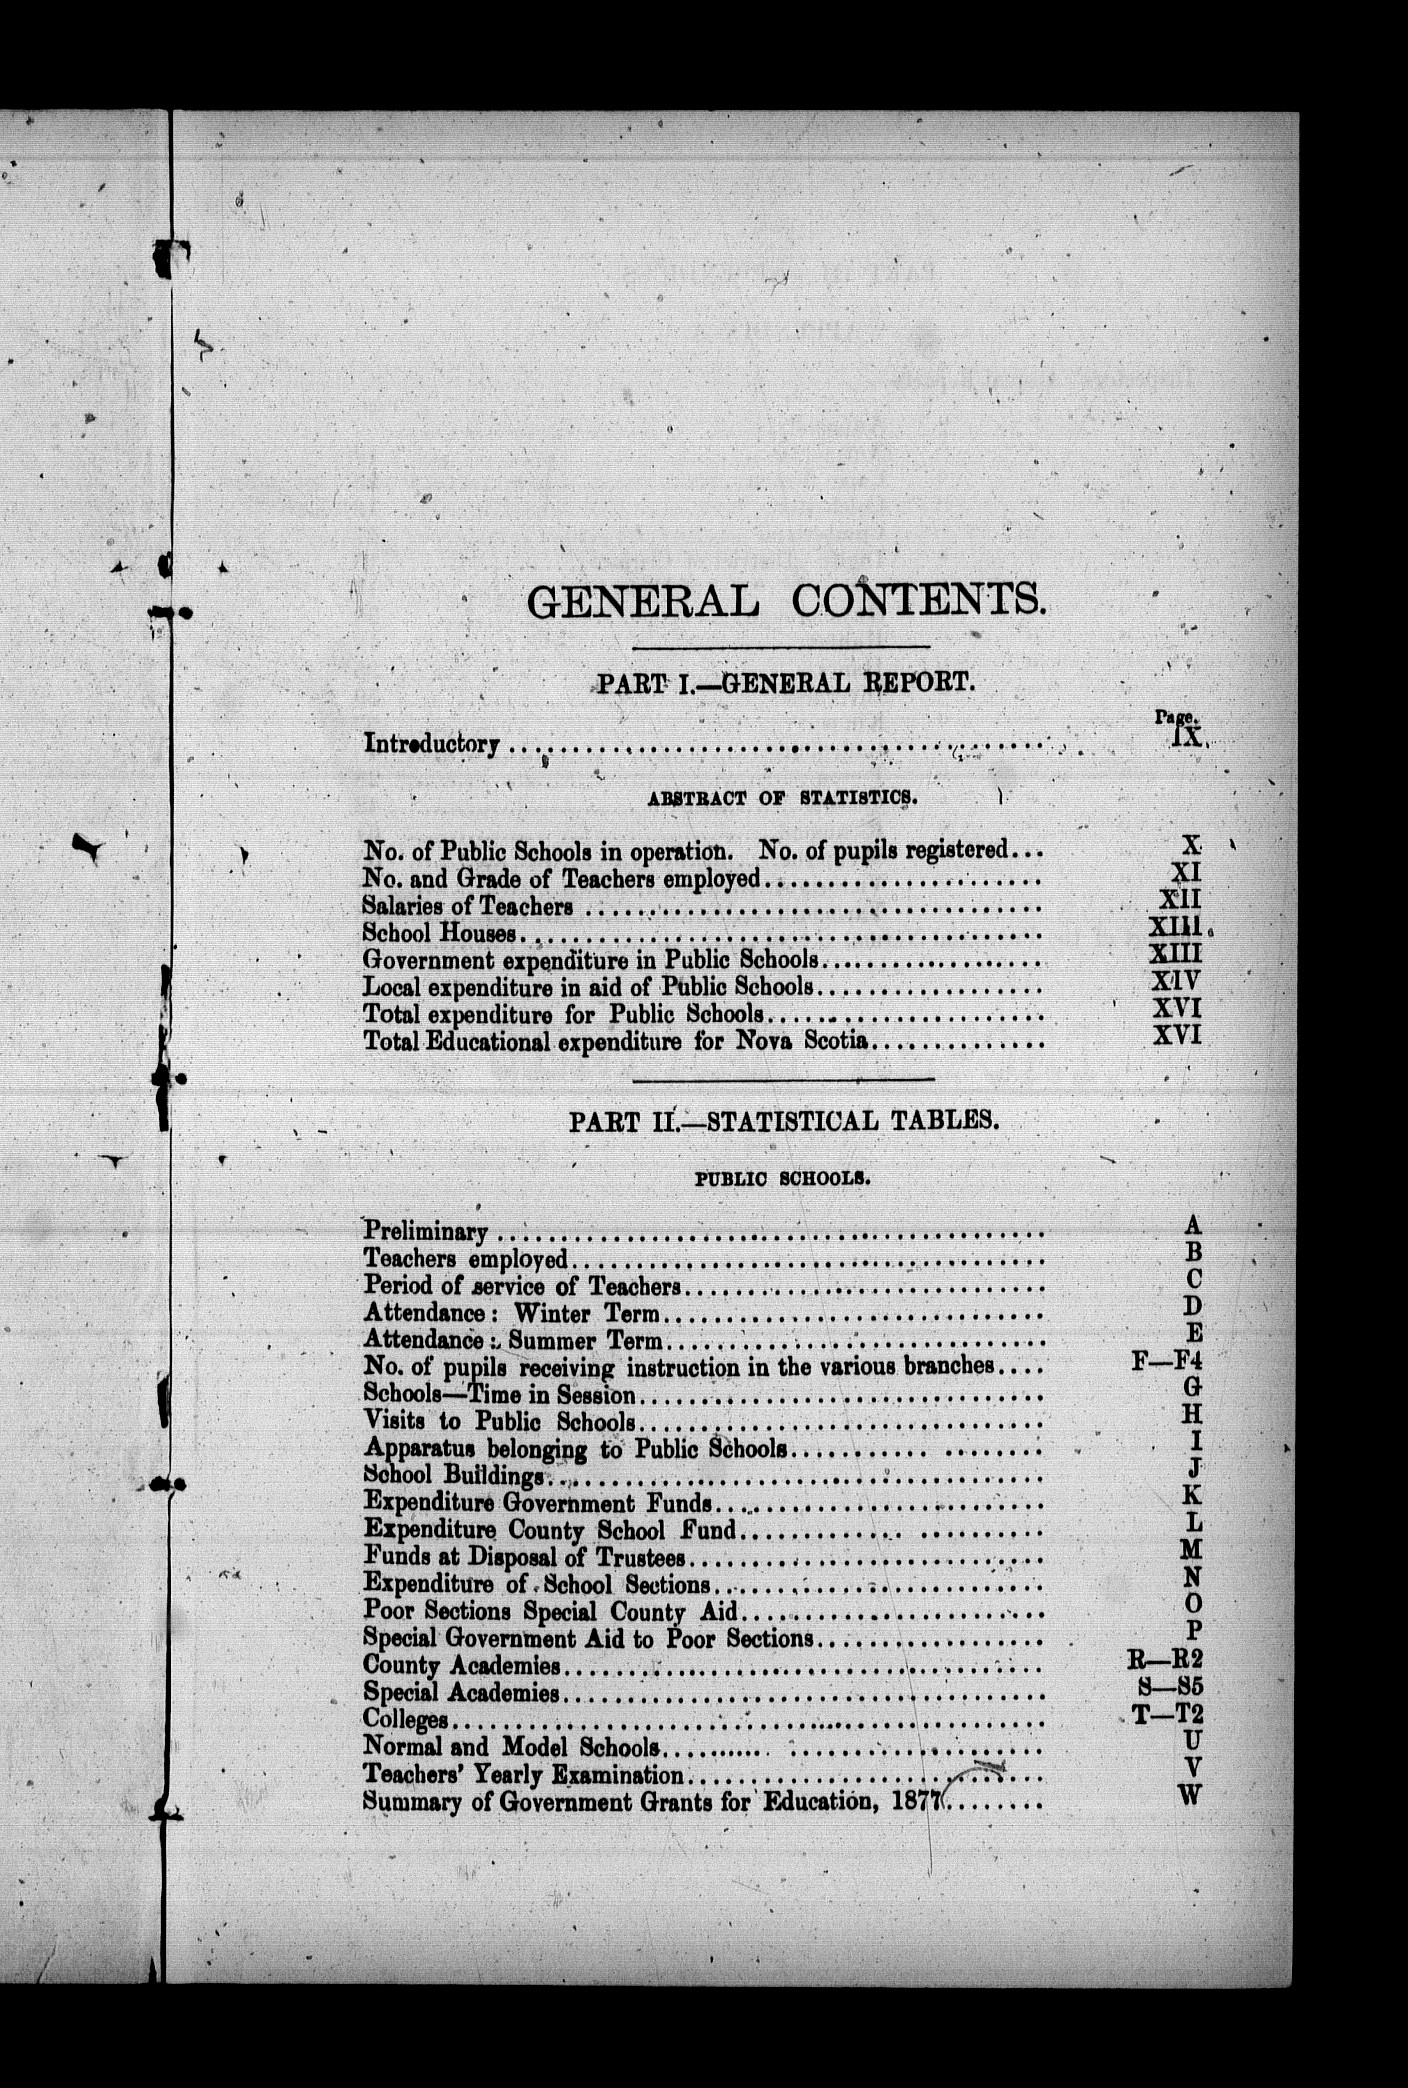 GENERAL CONTENTS.
PART I.—GENERAL REPORT.
Page.
Introductory ........................................ IX.
ABSTRACT OF STATISTICS.
No. of Public Schools in operation. No. of pupils registered... X
No. and Grade of Teachers employed...................... XI
Salaries of Teachers .................................... XII
School Houses......................................... XIII.
Government expenditure in Public Schools.................. XIII
Local expenditure in aid of Public Schools.................. XIV
Total expenditure for Public Schools...................... XVI
Total Educational expenditure for Nova Scotia.............. XVI
PART II.—STATISTICAL TABLES.
PUBLIC SCHOOLS.
Preliminary ........................................... A
Teachers employed...................................... B
Period of service of Teachers............................. C
Attendance: Winter Term.............................. D
Attendance: Summer Term.............................. E
No. of pupils receiving instruction in the various branches.... F—F4
Schools—Time in Session................................ G
Visits to Public Schools................................ H
Apparatus belonging to Public Schools........... ........ I
School Buildings....................................... J
Expenditure Government Funds.......................... K
Expenditure County School Fund............. .......... L
Funds at Disposal of Trustees............................ M
Expenditure of School Sections.......................... N
Poor Sections Special County Aid........................ O
Special Government Aid to Poor Sections.................. P
County Academies...................................... R—R2
Special Academies...................................... S—S5
Colleges............................................... T—T2
Normal and Model Schools........... .................... U
Teachers' Yearly Examination............................ V
Summary of Government Grants for Education, 1877........ W